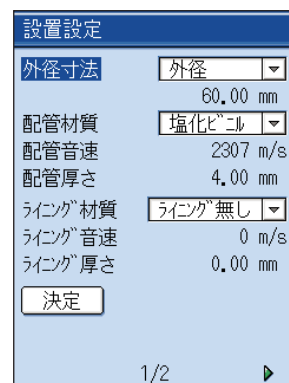 設置設定
外径寸法 外径
60.00 mm
配管材質 塩化ﾋﾞﾆﾙ
配管音速 2307 m/s
配管厚さ 4.00 mm
ﾗｲﾆﾝｸﾞ材質 ﾗｲﾆﾝｸﾞ無し
ﾗｲﾆﾝｸﾞ音速 0 m/s
ﾗｲﾆﾝｸﾞ厚さ 0.00 mm
決定
1/2